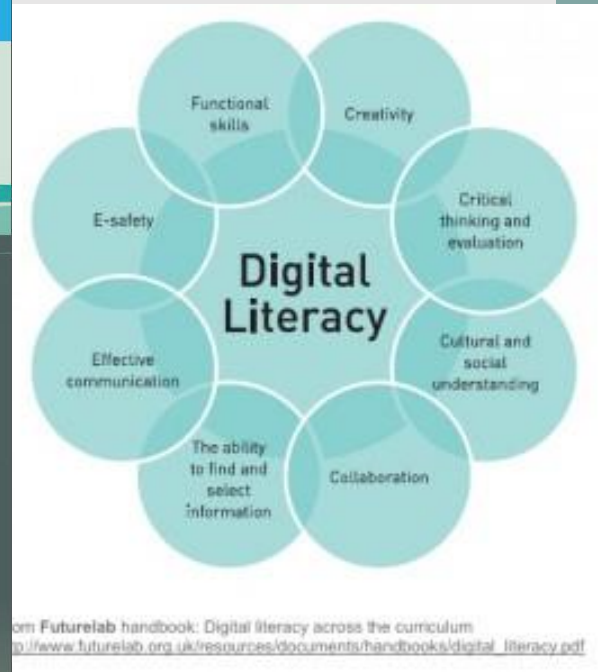 Functional
skills
Creativity
Critical
thinking and
evaluation
Cultural and
social
understanding
Collaboration
The ability
to find and
select
information
Effective
communication
E-safety
Digital
Literacy
om Futurelab handbook: Digital literacy across the curriculum
p://www.futurelab.org.uk/resources/documents/handbooks/digital_literacy.pdf